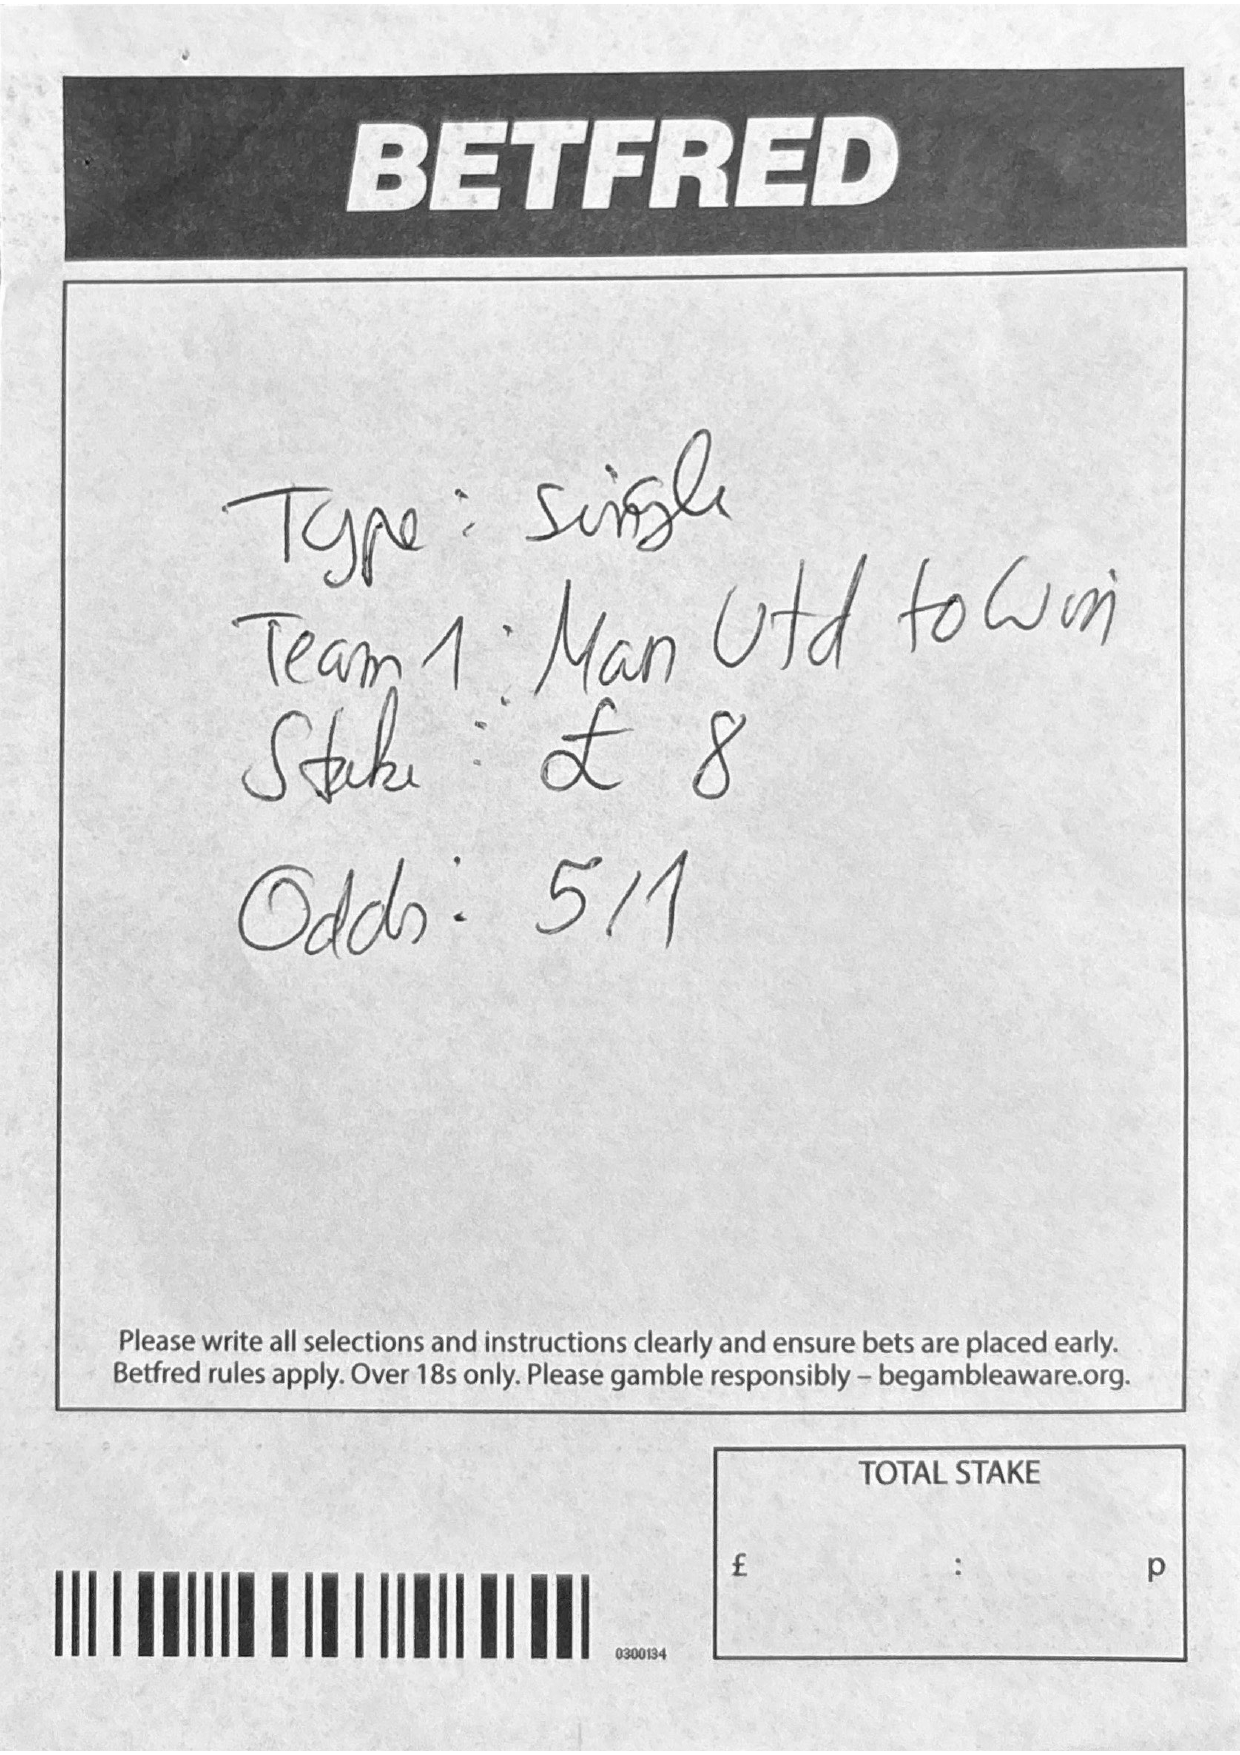 BETFRED
Type: single
Team 1: Man Utd to Win
Stake: £ 8
Odds: 5/1
Please write all selections and instructions clearly and ensure bets are placed early.
Betfred rules apply. Over 18s only. Please gamble responsibly – begambleaware.org.
TOTAL STAKE
£ : p
0300134